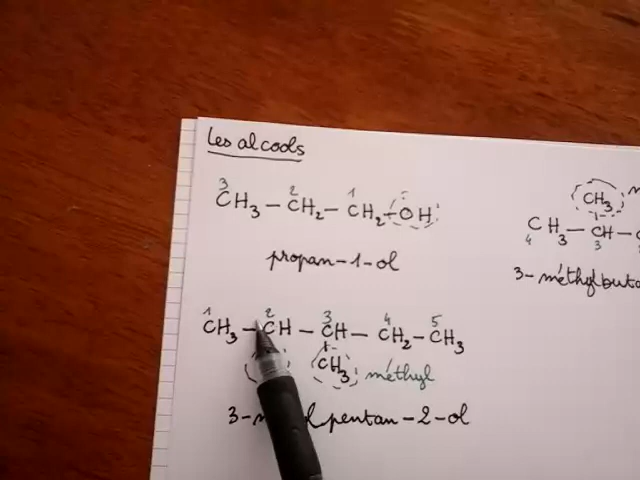 Les alcools
3 2 1
CH3 – CH2 – CH2 – OH
propan-1-ol
1 2 3 4 5
CH3 – CH – CH – CH2 – CH3
CH3 méthyl
3- pentan-2-ol
CH3
CH3 – CH –
4 3
3-méthylbuta